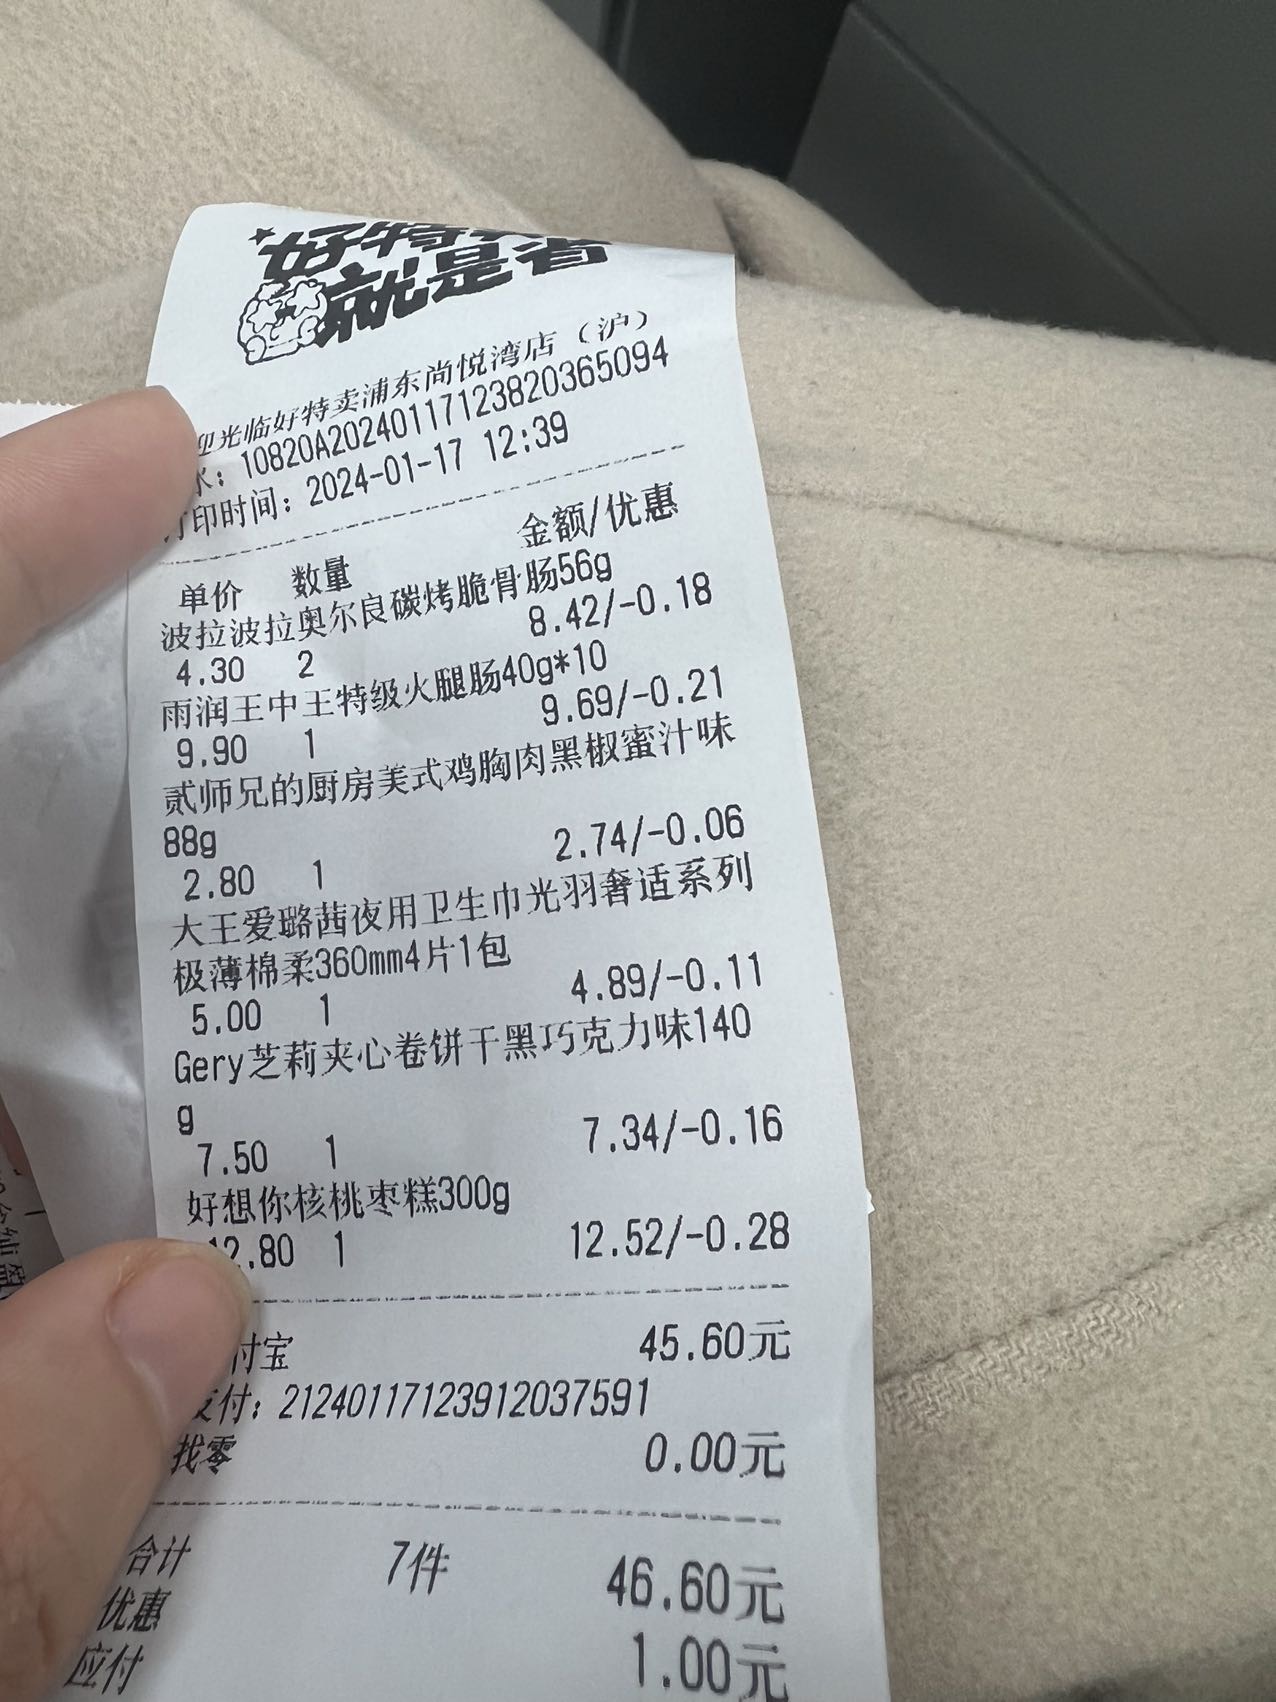 好特
就是省
迎光临好特卖浦东尚悦湾店（沪）
水：10820A20240117123820365094
打印时间：2024-01-17 12:39
单价 数量 金额/优惠
波拉波拉奥尔良碳烤脆骨肠56g
4.30 2 8.42/-0.18
雨润王中王特级火腿肠40g*10
9.90 1 9.69/-0.21
贰师兄的厨房美式鸡胸肉黑椒蜜汁味
88g
2.80 1 2.74/-0.06
大王爱璐茜夜用卫生巾光羽奢适系列
极薄棉柔360mm4片1包
5.00 1 4.89/-0.11
Gery芝莉夹心卷饼干黑巧克力味140
g
7.50 1 7.34/-0.16
好想你核桃枣糕300g
12.80 1 12.52/-0.28
付宝 45.60元
支付：21240117123912037591
找零 0.00元
合计 7件 46.60元
优惠 1.00元
应付